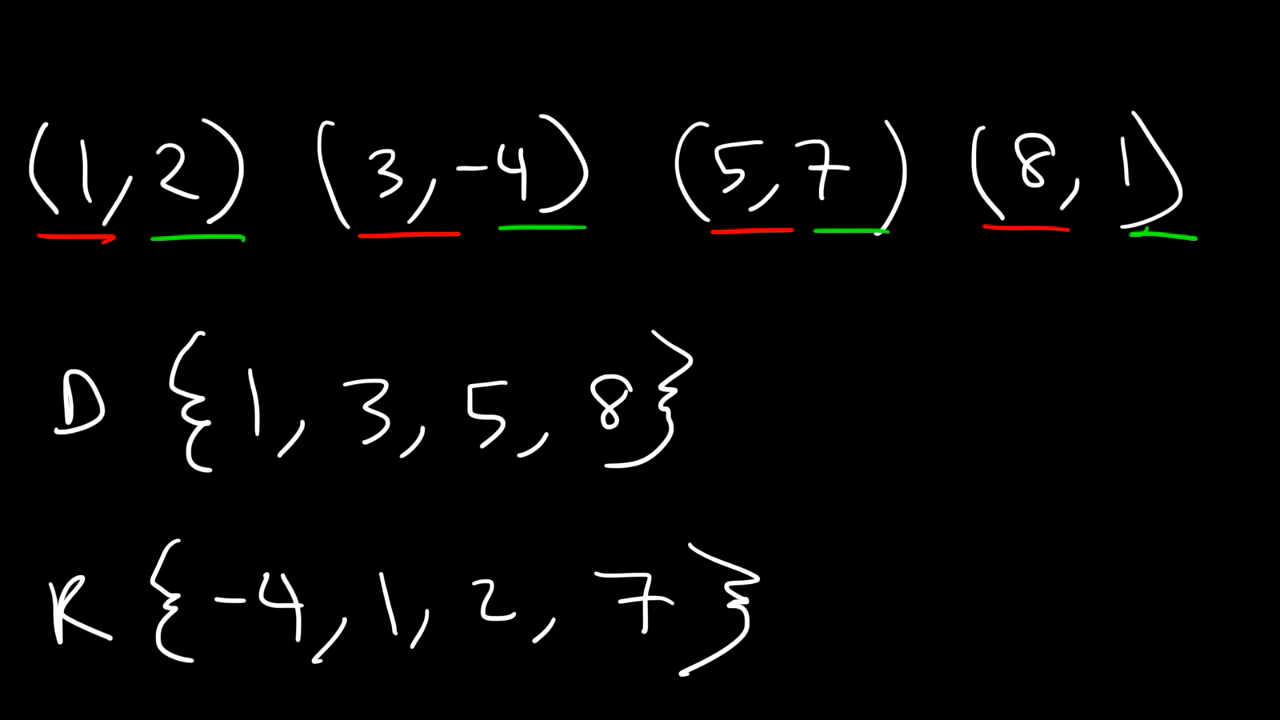 (1, 2) (3, -4) (5, 7) (8, 1)
D {1, 3, 5, 8}
R {-4, 1, 2, 7}